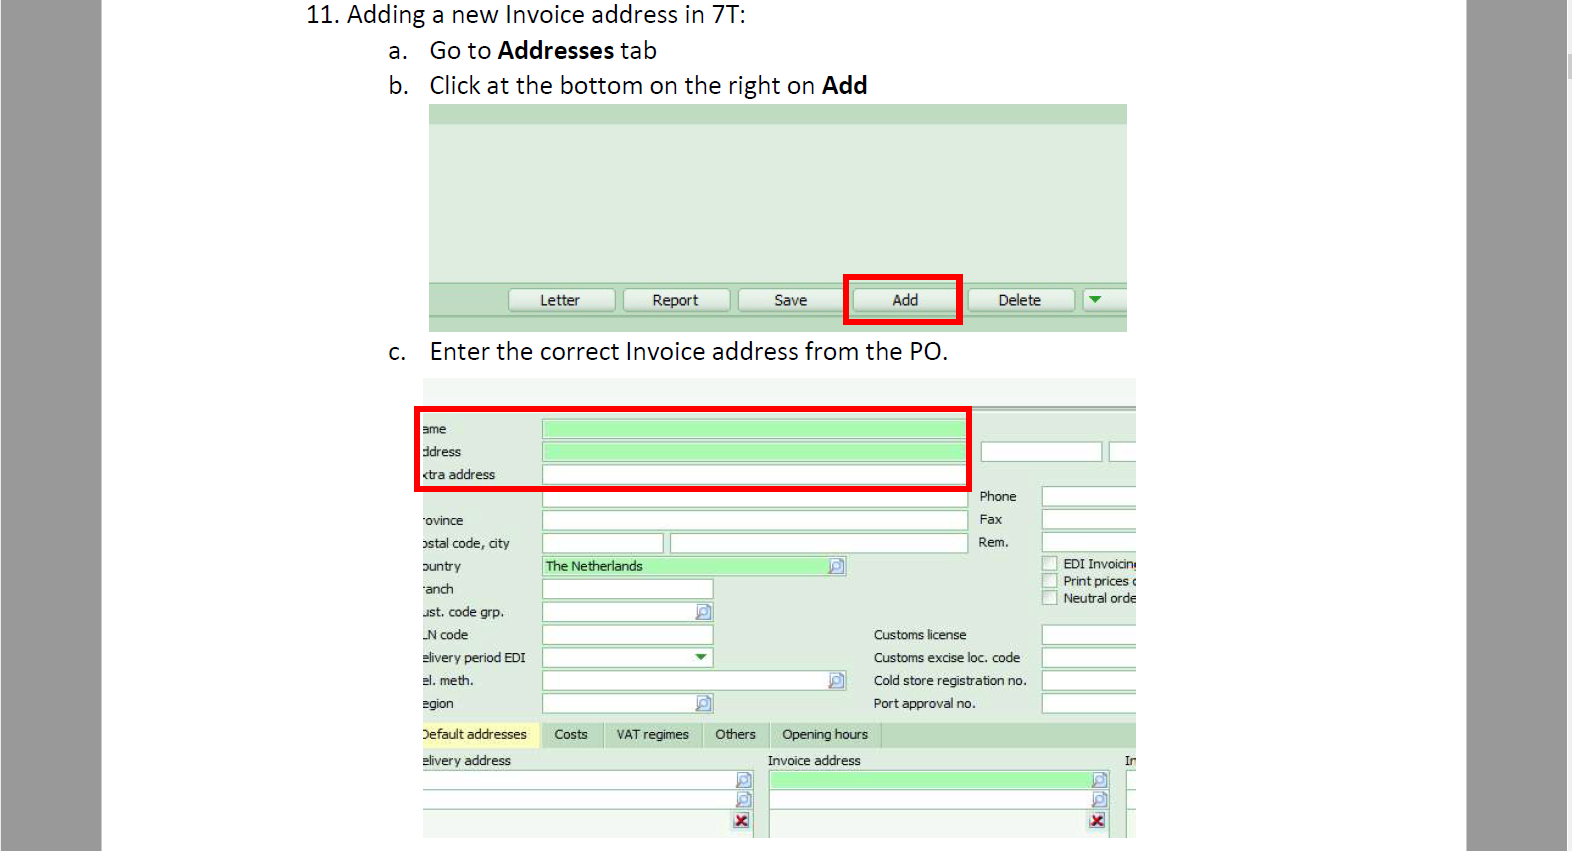 11. Adding a new Invoice address in 7T:
a. Go to Addresses tab
b. Click at the bottom on the right on Add
Letter Report Save Add Delete
c. Enter the correct Invoice address from the PO.
ame
ddress
xtra address
Phone
rovince Fax
ostal code, city Rem.
ountry The Netherlands EDI Invoicin
Print prices
ranch Neutral orde
ust. code grp.
LN code Customs license
elivery period EDI Customs excise loc. code
el. meth. Cold store registration no.
egion Port approval no.
Default addresses Costs VAT regimes Others Opening hours
elivery address Invoice address In